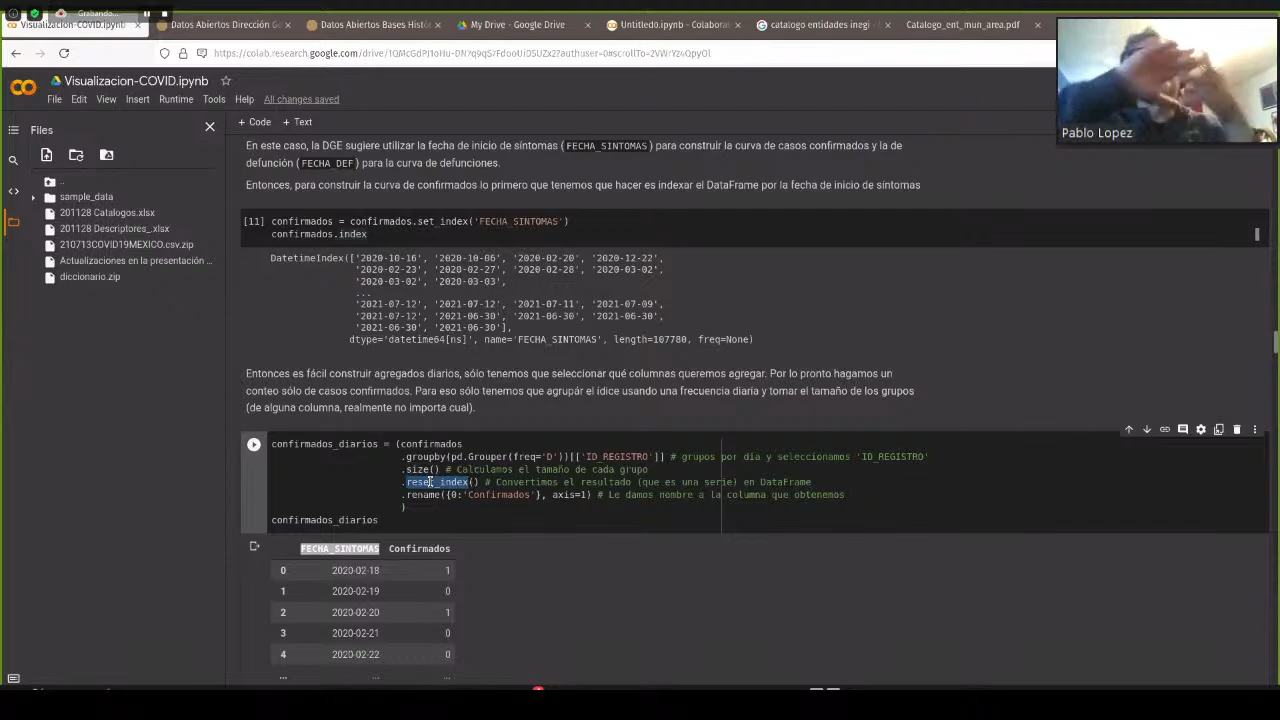 Grabando...
Visualizacion-COVID.ipynb
Datos Abiertos Dirección G
Datos Abiertos Bases Histó
My Drive - Google Drive
Untitled0.ipynb - Colabora
catalogo entidades inegi
Catalogo_ent_mun_area.pdf
Visualizacion-COVID.ipynb
File Edit View Insert Runtime Tools Help All changes saved
Pablo Lopez
Files
..
sample_data
201128 Catalogos.xlsx
201128 Descriptores_.xlsx
210713COVID19MEXICO.csv.zip
Actualizaciones en la presentación ...
diccionario.zip
+ Code + Text
En este caso, la DGE sugiere utilizar la fecha de inicio de síntomas (FECHA_SINTOMAS) para construir la curva de casos confirmados y la de
defunción (FECHA_DEF) para la curva de defunciones.
Entonces, para construir la curva de confirmados lo primero que tenemos que hacer es indexar el DataFrame por la fecha de inicio de síntomas
[11] confirmados = confirmados.set_index('FECHA_SINTOMAS')
confirmados.index
DatetimeIndex(['2020-10-16', '2020-10-06', '2020-02-20', '2020-12-22',
'2020-02-23', '2020-02-27', '2020-02-28', '2020-03-02',
'2020-03-02', '2020-03-03',
...
'2021-07-12', '2021-07-12', '2021-07-11', '2021-07-09',
'2021-07-12', '2021-06-30', '2021-06-30', '2021-06-30',
'2021-06-30', '2021-06-30'],
dtype='datetime64[ns]', name='FECHA_SINTOMAS', length=107780, freq=None)
Entonces es fácil construir agregados diarios, sólo tenemos que seleccionar qué columnas queremos agregar. Por lo pronto hagamos un
conteo sólo de casos confirmados. Para eso sólo tenemos que agrupár el ídice usando una frecuencia diaria y tomar el tamaño de los grupos
(de alguna columna, realmente no importa cual).
confirmados_diarios = (confirmados
.groupby(pd.Grouper(freq='D'))[['ID_REGISTRO']] # grupos por dia y seleccionamos 'ID_REGISTRO'
.size() # Calculamos el tamaño de cada grupo
.reset_index() # Convertimos el resultado (que es una serie) en DataFrame
.rename({0:'Confirmados'}, axis=1) # Le damos nombre a la columna que obtenemos
)
confirmados_diarios
FECHA_SINTOMAS Confirmados
0 2020-02-18 1
1 2020-02-19 0
2 2020-02-20 1
3 2020-02-21 0
4 2020-02-22 0
... ... ...